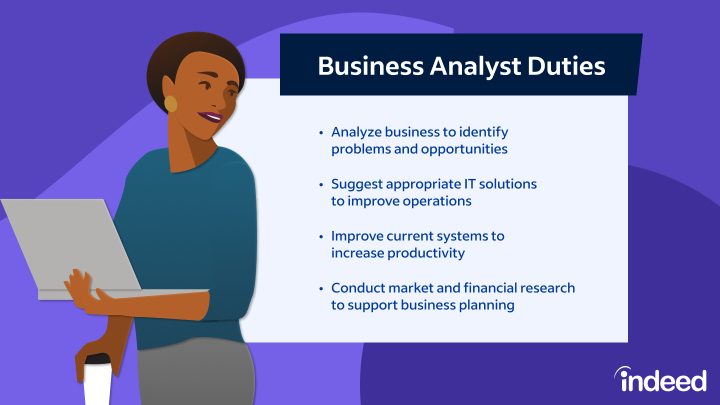 Business Analyst Duties
• Analyze business to identify
problems and opportunities
• Suggest appropriate IT solutions
to improve operations
• Improve current systems to
increase productivity
• Conduct market and financial research
to support business planning
indeed